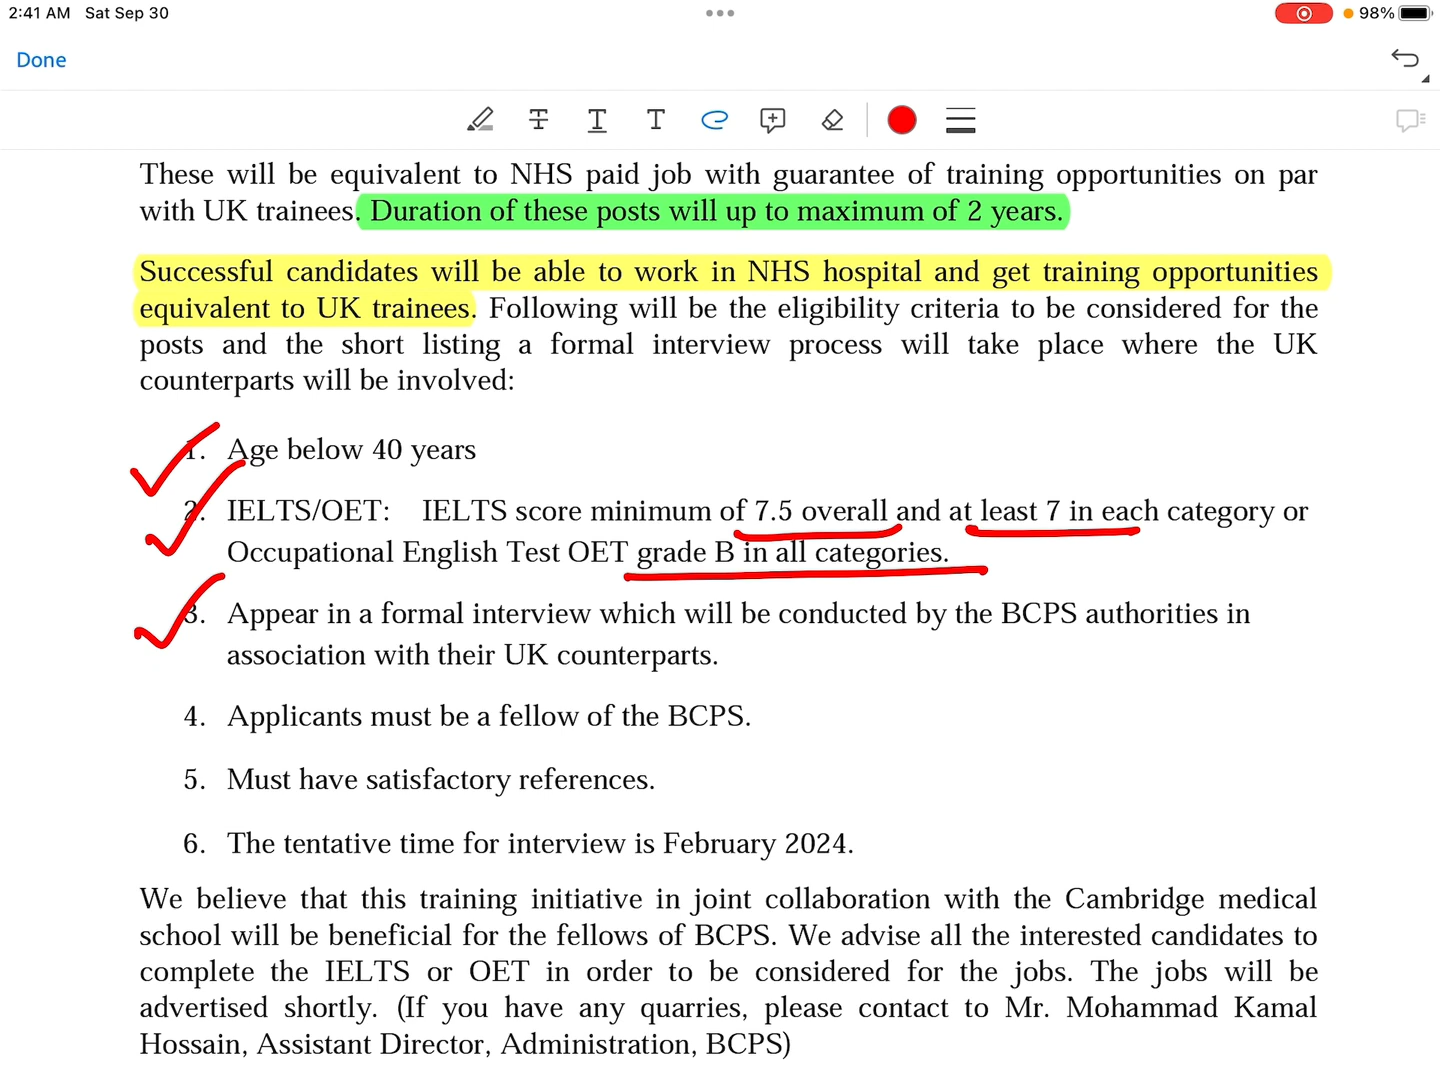 2:41 AM Sat Sep 30
98%
Done
These will be equivalent to NHS paid job with guarantee of training opportunities on par
with UK trainees. Duration of these posts will up to maximum of 2 years.
Successful candidates will be able to work in NHS hospital and get training opportunities
equivalent to UK trainees. Following will be the eligibility criteria to be considered for the
posts and the short listing a formal interview process will take place where the UK
counterparts will be involved:
1. Age below 40 years
2. IELTS/OET: IELTS score minimum of 7.5 overall and at least 7 in each category or
Occupational English Test OET grade B in all categories.
3. Appear in a formal interview which will be conducted by the BCPS authorities in
association with their UK counterparts.
4. Applicants must be a fellow of the BCPS.
5. Must have satisfactory references.
6. The tentative time for interview is February 2024.
We believe that this training initiative in joint collaboration with the Cambridge medical
school will be beneficial for the fellows of BCPS. We advise all the interested candidates to
complete the IELTS or OET in order to be considered for the jobs. The jobs will be
advertised shortly. (If you have any quarries, please contact to Mr. Mohammad Kamal
Hossain, Assistant Director, Administration, BCPS)